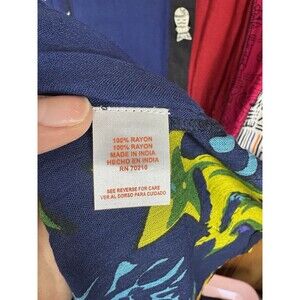 100% RAYON
100% RAYON
MADE IN INDIA
HECHO EN INDIA
RN 70210
SEE REVERSE FOR CARE
VER AL DORSO PARA CUIDADO